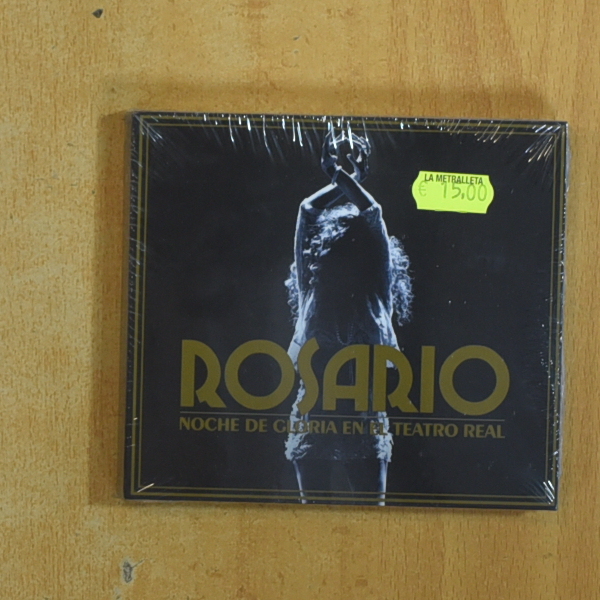 LA METRALLETA
€ 15,00
ROSARIO
NOCHE DE GLORIA EN EL TEATRO REAL